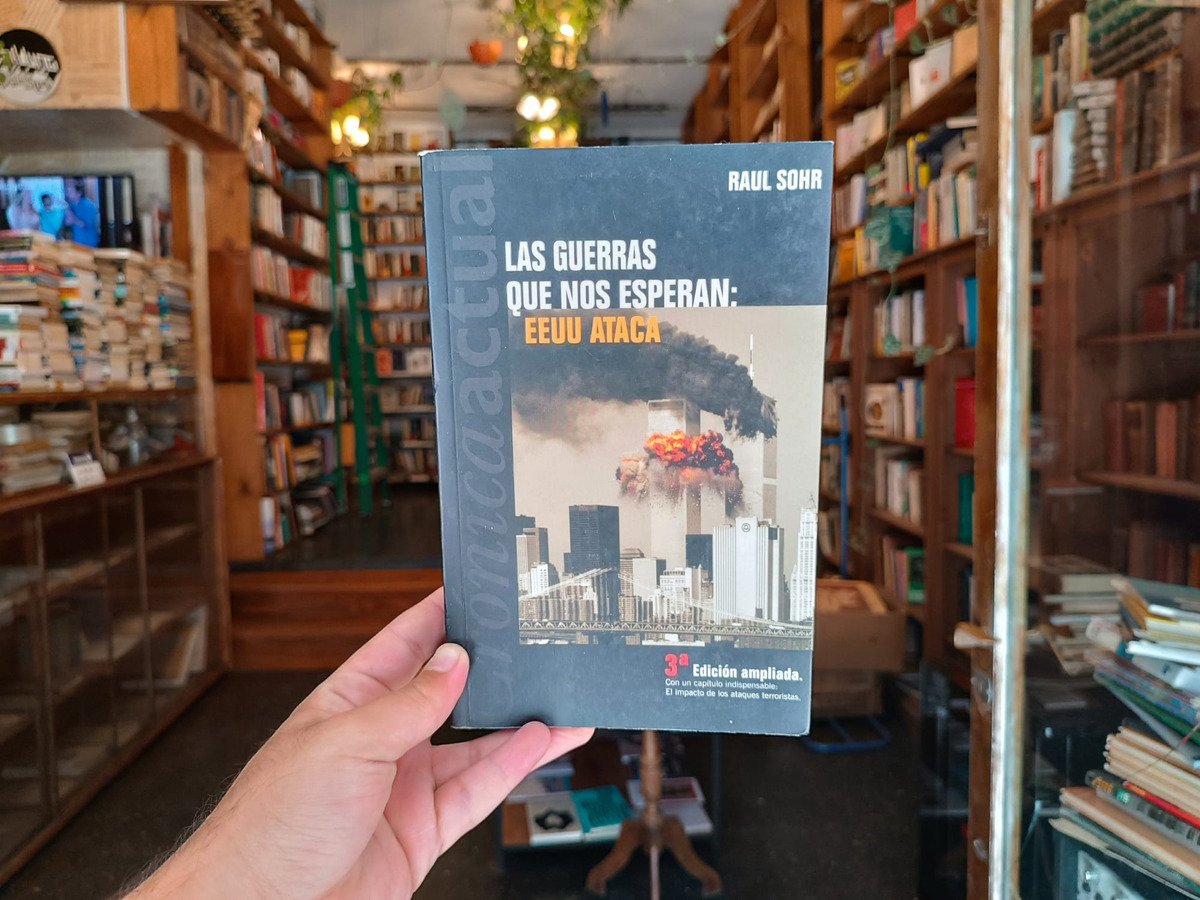 RAUL SOHR
LAS GUERRAS
QUE NOS ESPERAN:
EEUU ATACA
3ª Edición ampliada.
Con un capítulo indispensable:
El impacto de los ataques terroristas.
actual